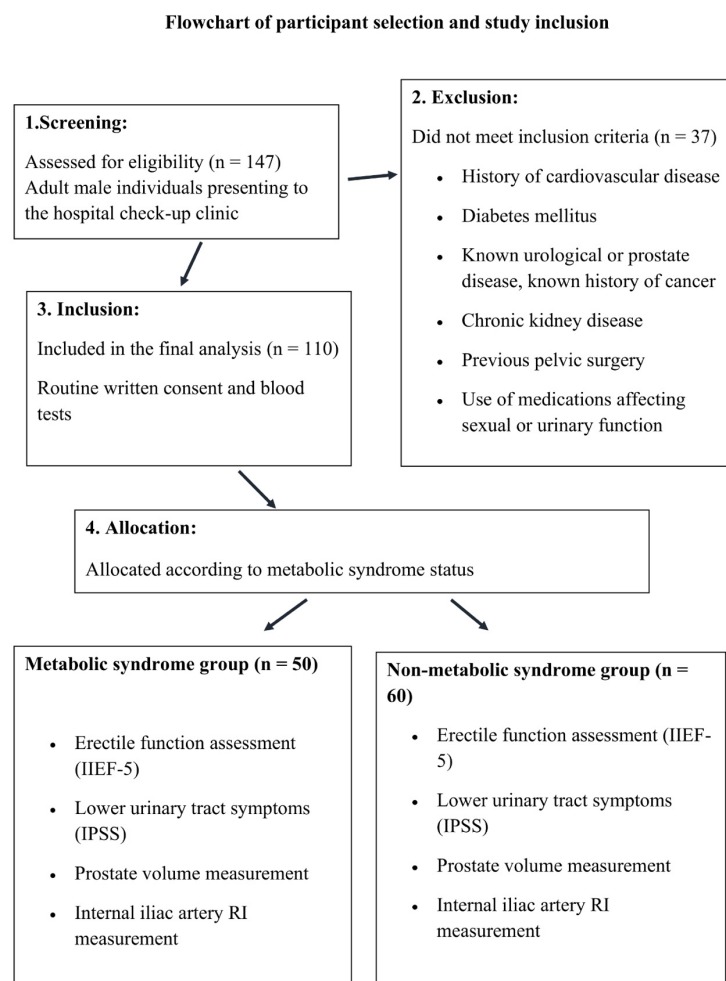 Flowchart of participant selection and study inclusion
1.Screening:
Assessed for eligibility (n = 147)
Adult male individuals presenting to
the hospital check-up clinic
2. Exclusion:
Did not meet inclusion criteria (n = 37)
• History of cardiovascular disease
• Diabetes mellitus
• Known urological or prostate
disease, known history of cancer
• Chronic kidney disease
• Previous pelvic surgery
• Use of medications affecting
sexual or urinary function
3. Inclusion:
Included in the final analysis (n = 110)
Routine written consent and blood
tests
4. Allocation:
Allocated according to metabolic syndrome status
Metabolic syndrome group (n = 50)
• Erectile function assessment
(IIEF-5)
• Lower urinary tract symptoms
(IPSS)
• Prostate volume measurement
• Internal iliac artery RI
measurement
Non-metabolic syndrome group (n =
60)
• Erectile function assessment (IIEF-
5)
• Lower urinary tract symptoms
(IPSS)
• Prostate volume measurement
• Internal iliac artery RI
measurement